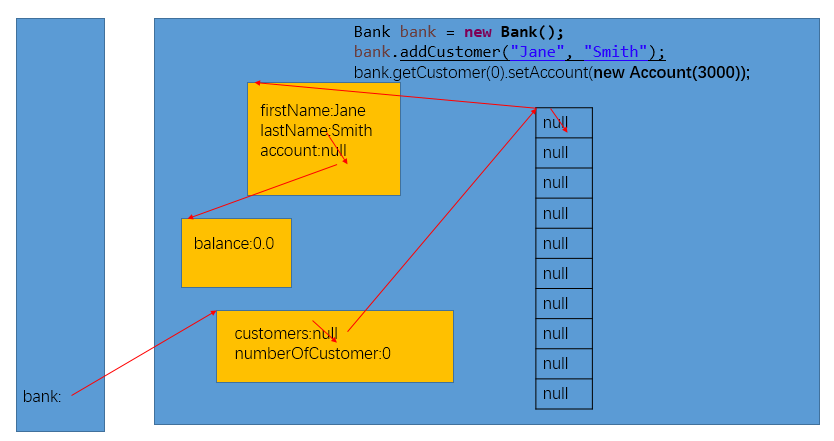 Bank bank = new Bank();
bank.addCustomer("Jane", "Smith");
bank.getCustomer(0).setAccount(new Account(3000));
firstName:Jane
lastName:Smith
account:null
balance:0.0
customers:null
numberOfCustomer:0
bank:
null
null
null
null
null
null
null
null
null
null